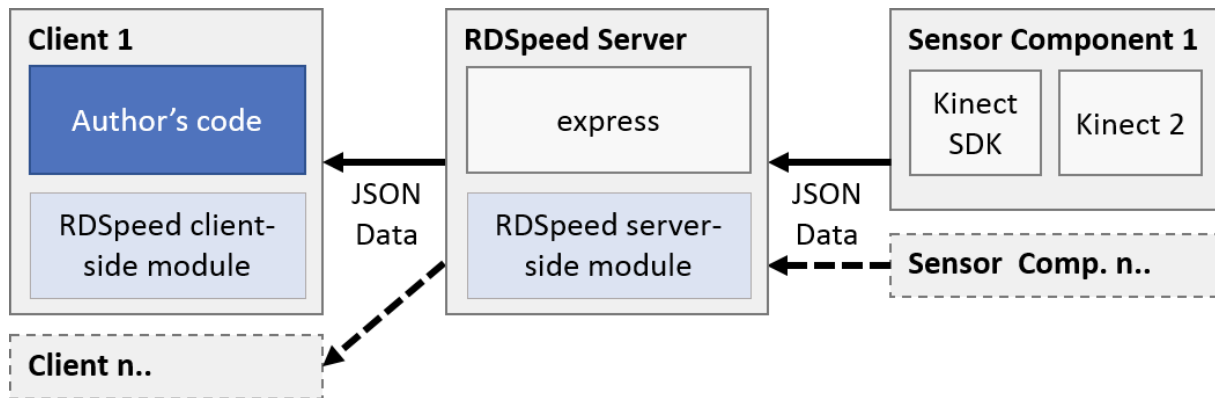 Client 1
Author's code
RDSpeed client-
side module
Client n..
JSON
Data
RDSpeed Server
express
RDSpeed server-
side module
JSON
Data
Sensor Component 1
Kinect
SDK
Kinect 2
Sensor Comp. n..